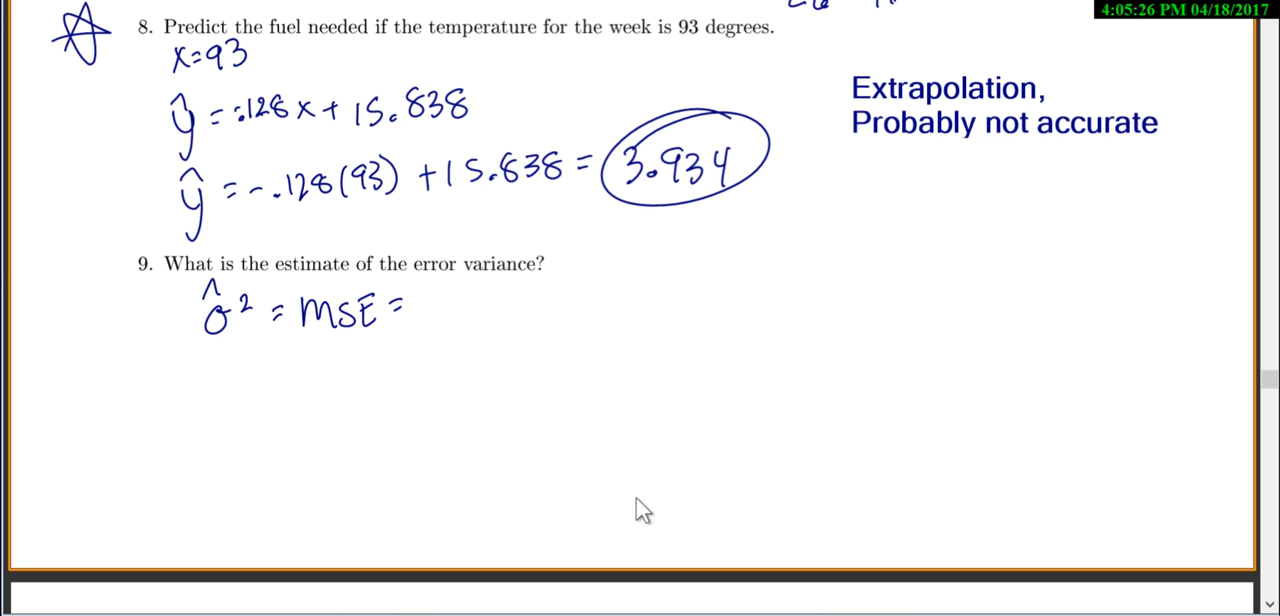 4:05:26 PM 04/18/2017
8. Predict the fuel needed if the temperature for the week is 93 degrees.
x=93
ŷ = -.128x + 15.838
Extrapolation,
Probably not accurate
ŷ = -.128(93) + 15.838 = 3.934
9. What is the estimate of the error variance?
σ̂² = MSE =